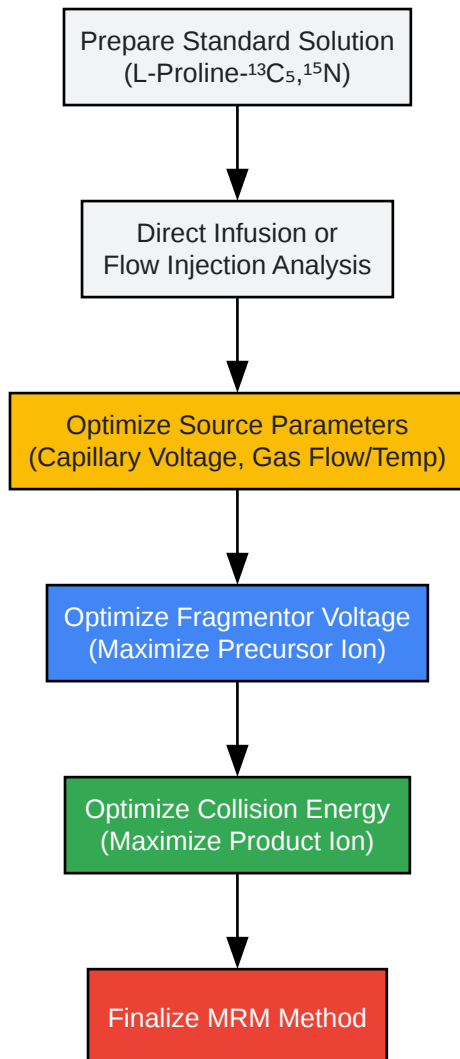 Prepare Standard Solution
(L-Proline-¹³C₅,¹⁵N)
Direct Infusion or
Flow Injection Analysis
Optimize Source Parameters
(Capillary Voltage, Gas Flow/Temp)
Optimize Fragmentor Voltage
(Maximize Precursor Ion)
Optimize Collision Energy
(Maximize Product Ion)
Finalize MRM Method